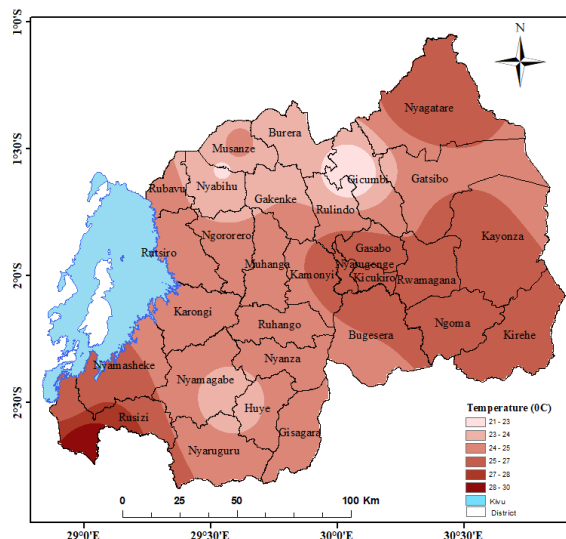 1°0'S
N
Nyagatare
Burera
Musanze
1°30'S
Gicumbi
Rubavu
Nyabihu
Gatsibo
Gakenke
Rulindo
Ngororero
Kayonza
Rutsiro
Gasabo
Muhanga
Nyarugenge
2°0'S
Kamonyi
Kicukiro
Rwamagana
Karongi
Ruhango
Ngoma
Kirehe
Bugesera
Nyanza
Nyamasheke
Nyamagabe
2°30'S
Huye
Rusizi
Gisagara
Nyaruguru
Temperature (0C)
21 - 23
23 - 24
24 - 25
25 - 27
27 - 28
28 - 30
Kivu
District
0 25 50 100 Km
29°0'E 29°30'E 30°0'E 30°30'E